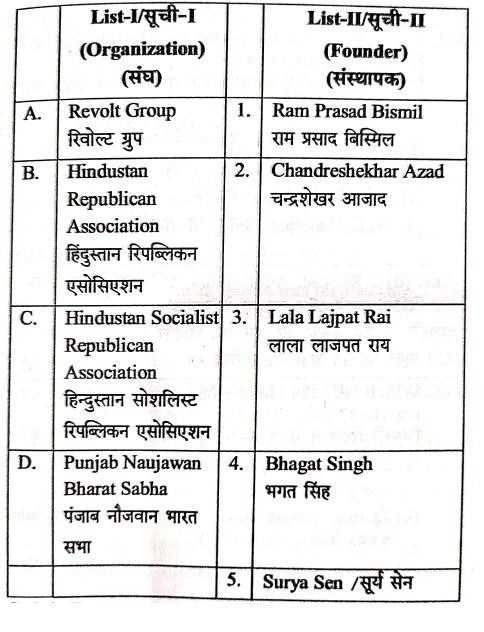 List-I/सूची-I
(Organization)
(संघ)
List-II/सूची-II
(Founder)
(संस्थापक)
A. Revolt Group
रिवोल्ट ग्रुप
1. Ram Prasad Bismil
राम प्रसाद बिस्मिल
B. Hindustan
Republican
Association
हिंदुस्तान रिपब्लिकन
एसोसिएशन
2. Chandreshekhar Azad
चन्द्रशेखर आजाद
C. Hindustan Socialist
Republican
Association
हिन्दुस्तान सोशलिस्ट
रिपब्लिकन एसोसिएशन
3. Lala Lajpat Rai
लाला लाजपत राय
D. Punjab Naujawan
Bharat Sabha
पंजाब नौजवान भारत
सभा
4. Bhagat Singh
भगत सिंह
5. Surya Sen /सूर्य सेन